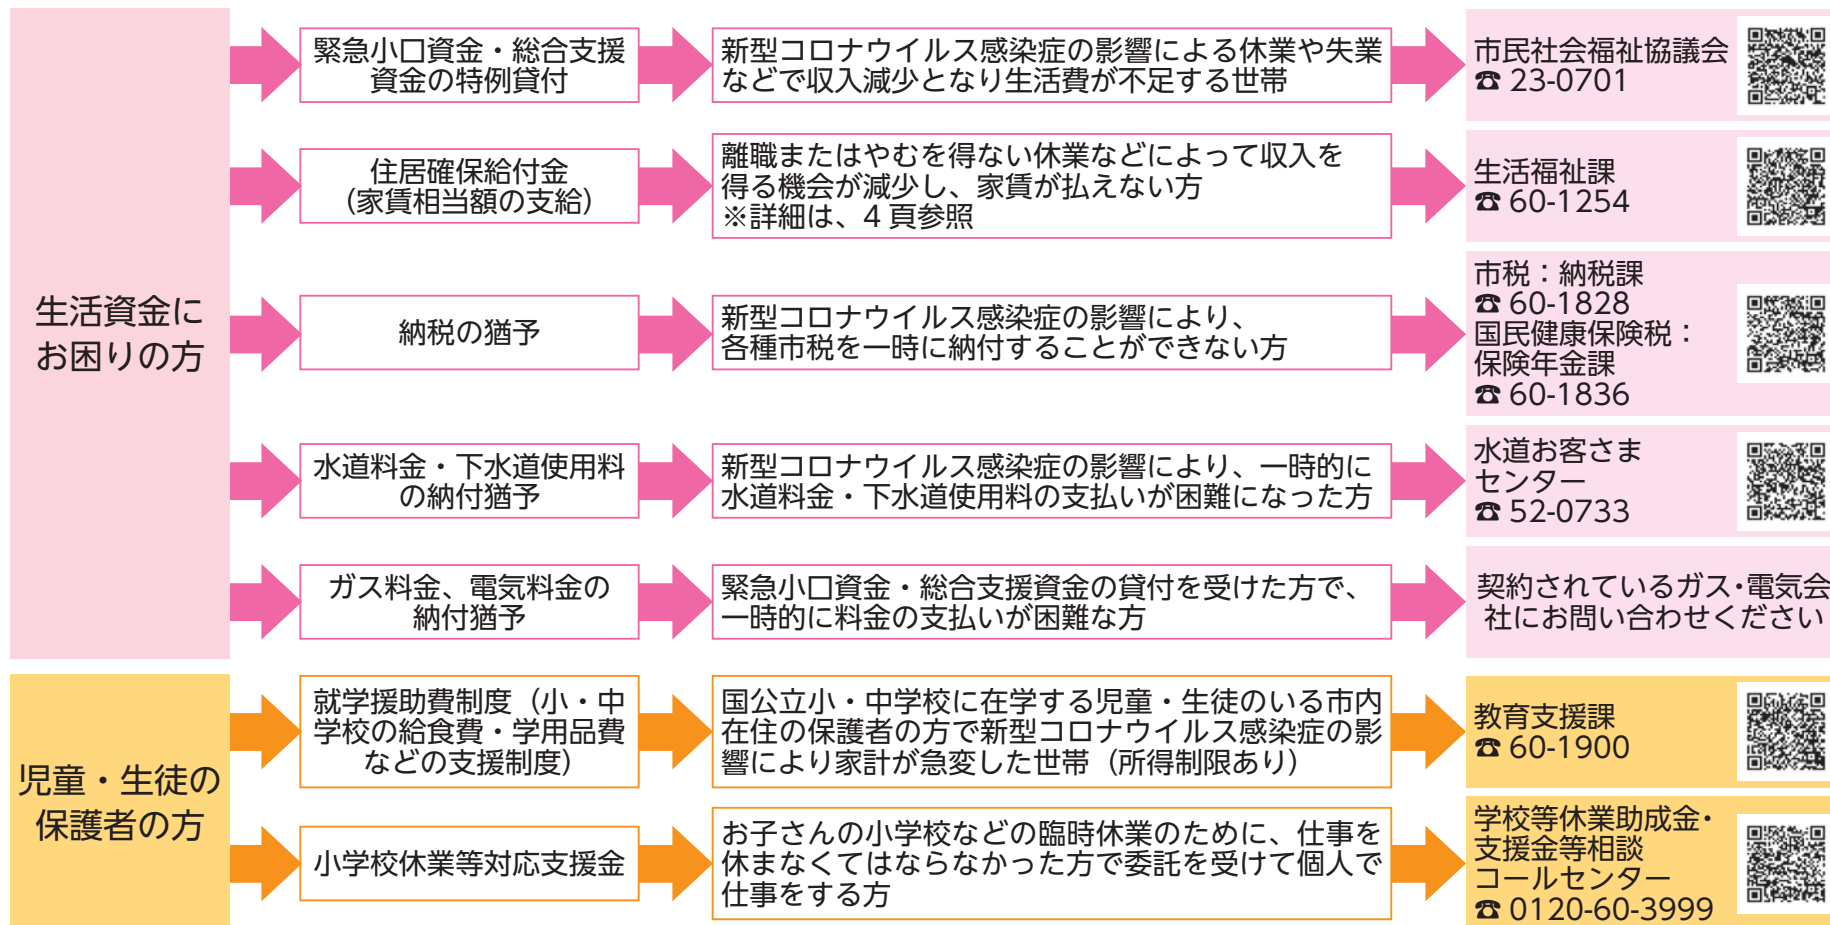 生活資金に
お困りの方
緊急小口資金・総合支援
資金の特例貸付
新型コロナウイルス感染症の影響による休業や失業
などで収入減少となり生活費が不足する世帯
市民社会福祉協議会
☎ 23-0701
住居確保給付金
（家賃相当額の支給）
離職またはやむを得ない休業などによって収入を
得る機会が減少し、家賃が払えない方
※詳細は、4 頁参照
生活福祉課
☎ 60-1254
納税の猶予
新型コロナウイルス感染症の影響により、
各種市税を一時に納付することができない方
市税：納税課
☎ 60-1828
国民健康保険税：
保険年金課
☎ 60-1836
水道料金・下水道使用料
の納付猶予
新型コロナウイルス感染症の影響により、一時的に
水道料金・下水道使用料の支払いが困難になった方
水道お客さま
センター
☎ 52-0733
ガス料金、電気料金の
納付猶予
緊急小口資金・総合支援資金の貸付を受けた方で、
一時的に料金の支払いが困難な方
契約されているガス・電気会
社にお問い合わせください
児童・生徒の
保護者の方
就学援助費制度（小・中
学校の給食費・学用品費
などの支援制度）
国公立小・中学校に在学する児童・生徒のいる市内
在住の保護者の方で新型コロナウイルス感染症の影
響により家計が急変した世帯（所得制限あり）
教育支援課
☎ 60-1900
小学校休業等対応支援金
お子さんの小学校などの臨時休業のために、仕事を
休まなくてはならなかった方で委託を受けて個人で
仕事をする方
学校等休業助成金・
支援金等相談
コールセンター
☎ 0120-60-3999